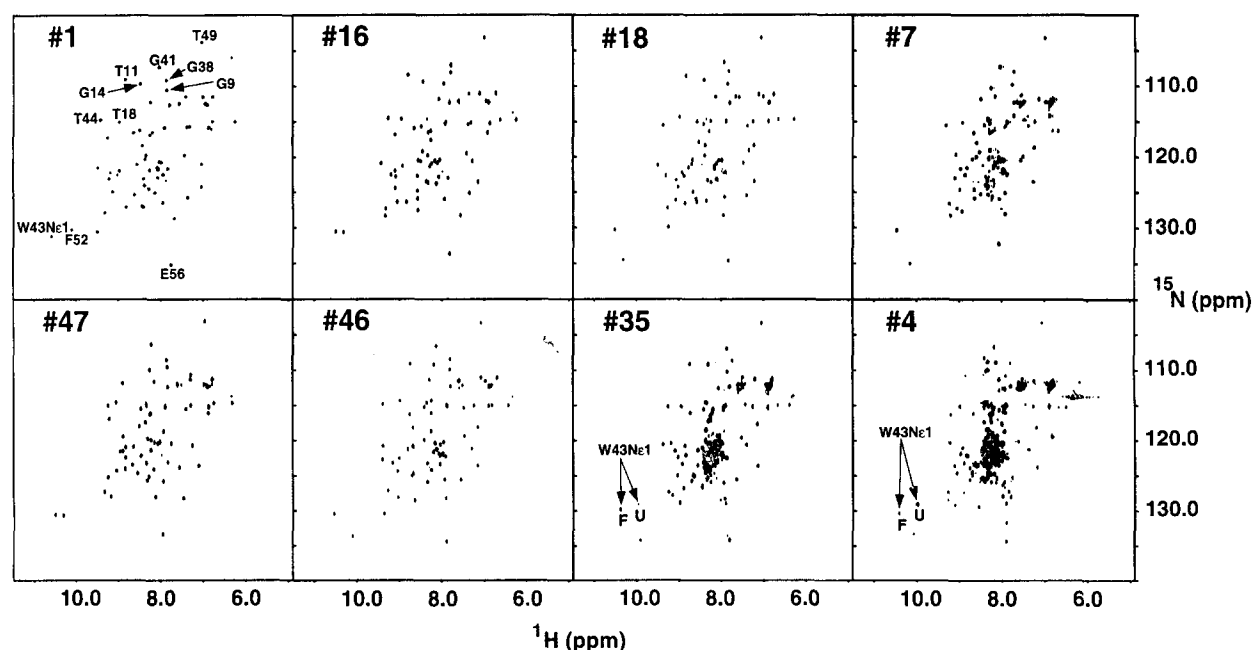 #1
T49
G41
T11
G38
G14
G9
T44
T18
W43Nε1
F52
E56
#16
#18
#7
110.0
120.0
130.0
15
N (ppm)
#47
#46
#35
W43Nε1
F
U
#4
W43Nε1
F
U
110.0
120.0
130.0
10.0 8.0 6.0
10.0 8.0 6.0
10.0 8.0 6.0
10.0 8.0 6.0
1H (ppm)